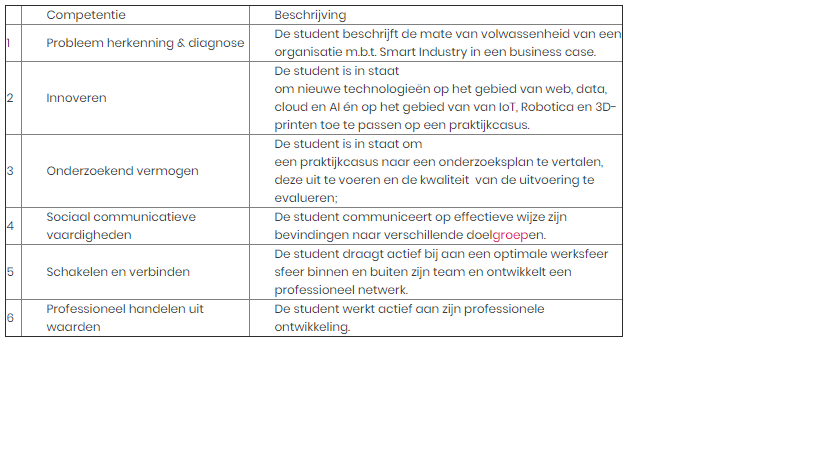 Competentie Beschrijving
1 Probleem herkenning & diagnose De student beschrijft de mate van volwassenheid van een
organisatie m.b.t. Smart Industry in een business case.
2 Innoveren De student is in staat
om nieuwe technologieën op het gebied van web, data,
cloud en AI én op het gebied van van IoT, Robotica en 3D-
printen toe te passen op een praktijkcasus.
3 Onderzoekend vermogen De student is in staat om
een praktijkcasus naar een onderzoeksplan te vertalen,
deze uit te voeren en de kwaliteit  van de uitvoering te
evalueren;
4 Sociaal communicatieve
vaardigheden
De student communiceert op effectieve wijze zijn
bevindingen naar verschillende doelgroepen.
5 Schakelen en verbinden De student draagt actief bij aan een optimale werksfeer
sfeer binnen en buiten zijn team en ontwikkelt een
professioneel netwerk.
6 Professioneel handelen uit
waarden
De student werkt actief aan zijn professionele
ontwikkeling.